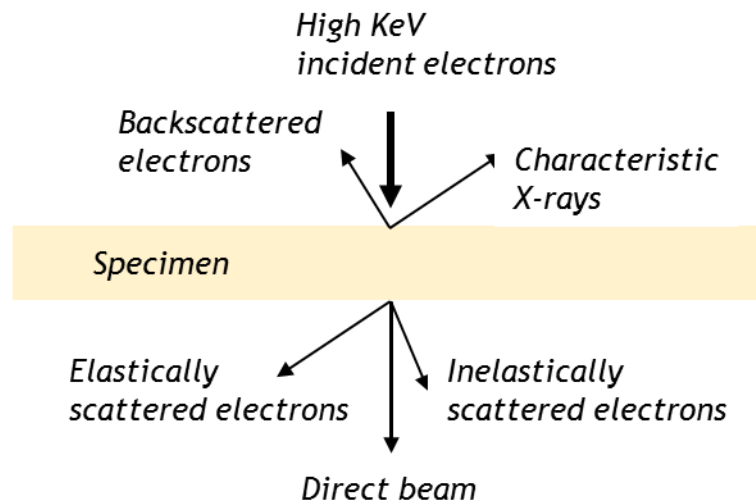 High KeV
incident electrons
Backscattered
electrons
Characteristic
X-rays
Specimen
Elastically
scattered electrons
Inelastically
scattered electrons
Direct beam